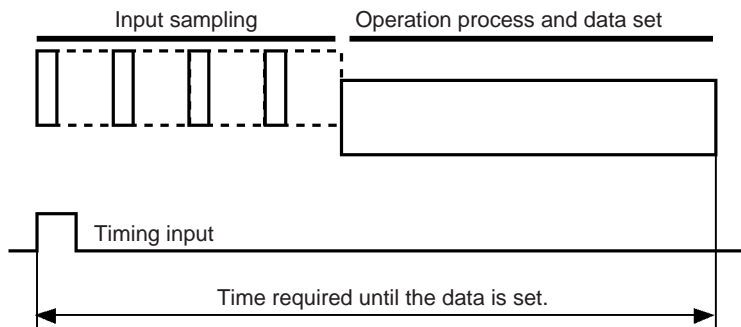 Input sampling
Operation process and data set
Timing input
Time required until the data is set.